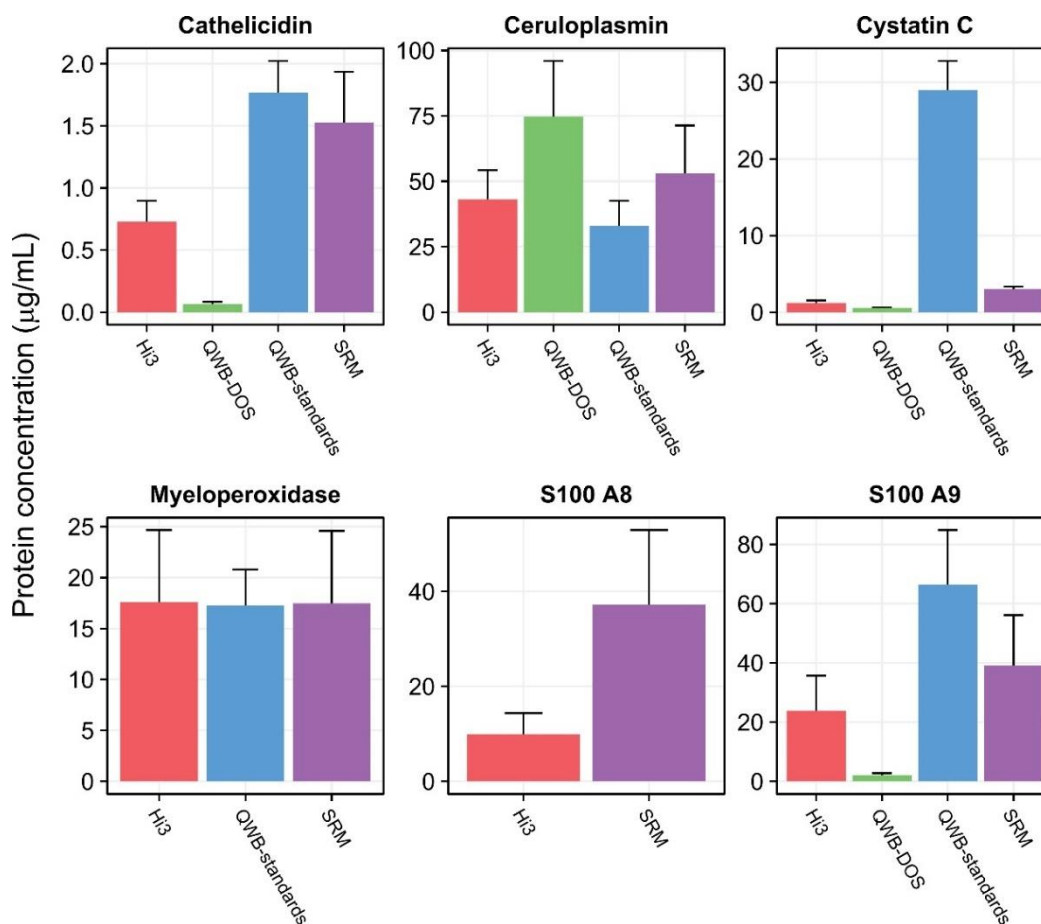 Cathelicidin
Ceruloplasmin
Cystatin C
Protein concentration (µg/mL)
2.0
1.5
1.0
0.5
0.0
Hi3
QWB-DOS
QWB-standards
SRM
100
75
50
25
0
Hi3
QWB-DOS
QWB-standards
SRM
30
20
10
0
Hi3
QWB-DOS
QWB-standards
SRM
Myeloperoxidase
S100 A8
S100 A9
25
20
15
10
5
0
Hi3
QWB-standards
SRM
40
20
0
Hi3
SRM
80
60
40
20
0
Hi3
QWB-DOS
QWB-standards
SRM